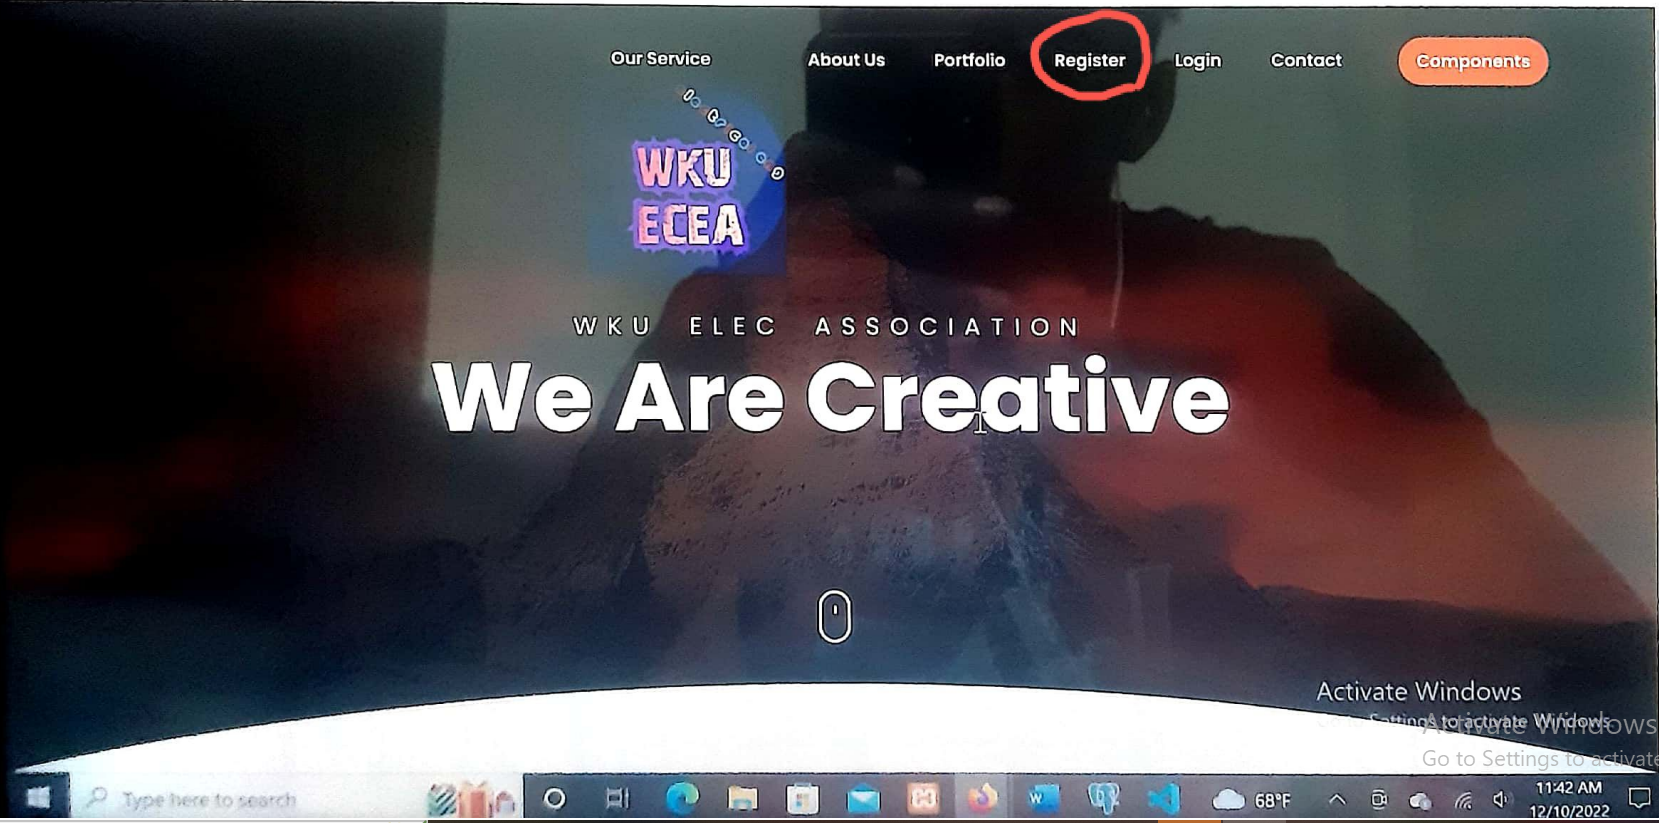 Our Service
About Us
Portfolio
Register
Login
Contact
Components
WKU
ECEA
WKU ELEC ASSOCIATION
We Are Creative
Activate Windows
Settings to activate Windows
Activate Windows
Go to Settings to activate
Type here to search
68°F
11:42 AM
12/10/2022